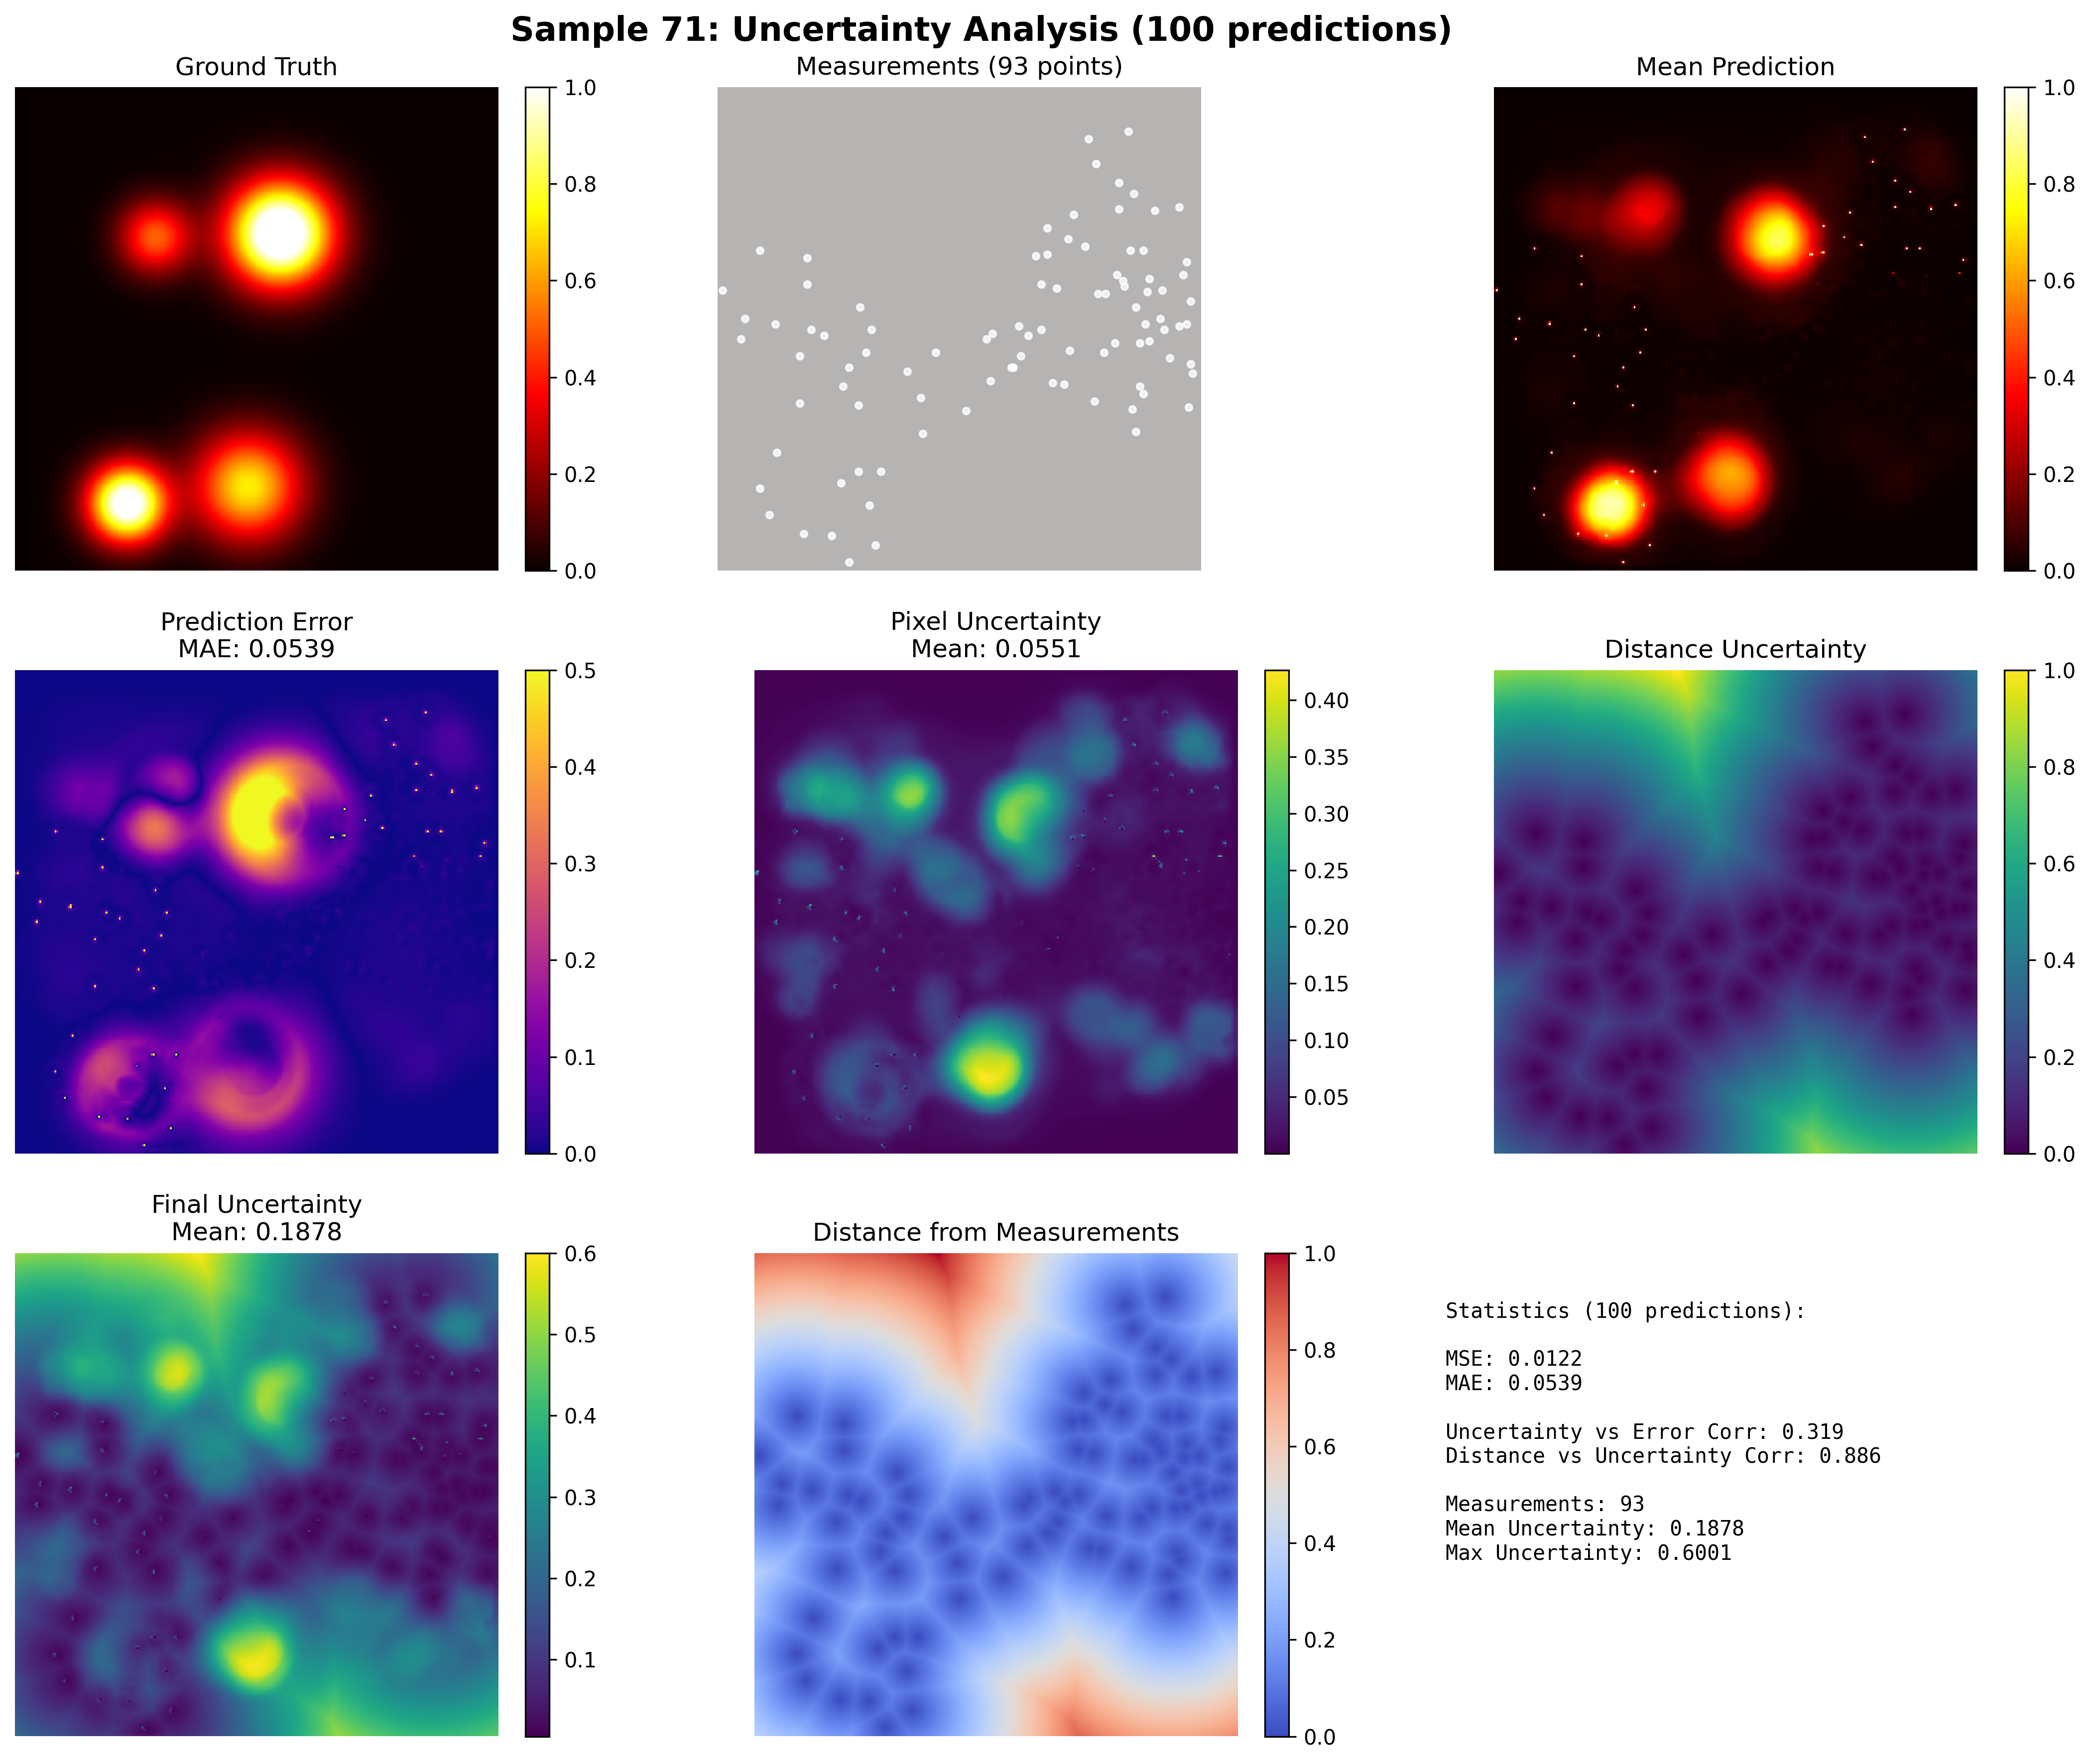 Sample 71: Uncertainty Analysis (100 predictions)
Ground Truth
1.0
0.8
0.6
0.4
0.2
0.0
Measurements (93 points)
Mean Prediction
1.0
0.8
0.6
0.4
0.2
0.0
Prediction Error
MAE: 0.0539
0.5
0.4
0.3
0.2
0.1
0.0
Pixel Uncertainty
Mean: 0.0551
0.40
0.35
0.30
0.25
0.20
0.15
0.10
0.05
Distance Uncertainty
1.0
0.8
0.6
0.4
0.2
0.0
Final Uncertainty
Mean: 0.1878
0.6
0.5
0.4
0.3
0.2
0.1
Distance from Measurements
1.0
0.8
0.6
0.4
0.2
0.0
Statistics (100 predictions):
MSE: 0.0122
MAE: 0.0539
Uncertainty vs Error Corr: 0.319
Distance vs Uncertainty Corr: 0.886
Measurements: 93
Mean Uncertainty: 0.1878
Max Uncertainty: 0.6001